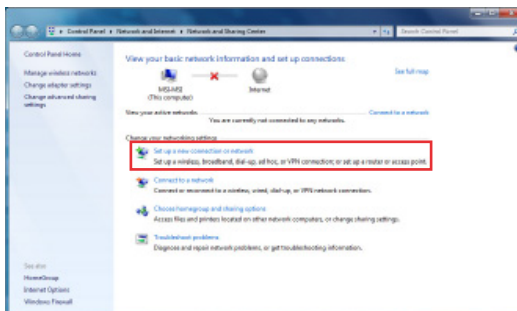 Control Panel ▸ Network and Internet ▸ Network and Sharing Center
Search Control Panel
Control Panel Home
Manage wireless networks
Change adapter settings
Change advanced sharing
settings
See also
HomeGroup
Internet Options
Windows Firewall
View your basic network information and set up connections
See full map
MSI-MSI
(This computer)
Internet
View your active networks
Connect to a network
You are currently not connected to any networks.
Change your networking settings
Set up a new connection or network
Set up a wireless, broadband, dial-up, ad hoc, or VPN connection; or set up a router or access point.
Connect to a network
Connect or reconnect to a wireless, wired, dial-up, or VPN network connection.
Choose homegroup and sharing options
Access files and printers located on other network computers, or change sharing settings.
Troubleshoot problems
Diagnose and repair network problems, or get troubleshooting information.